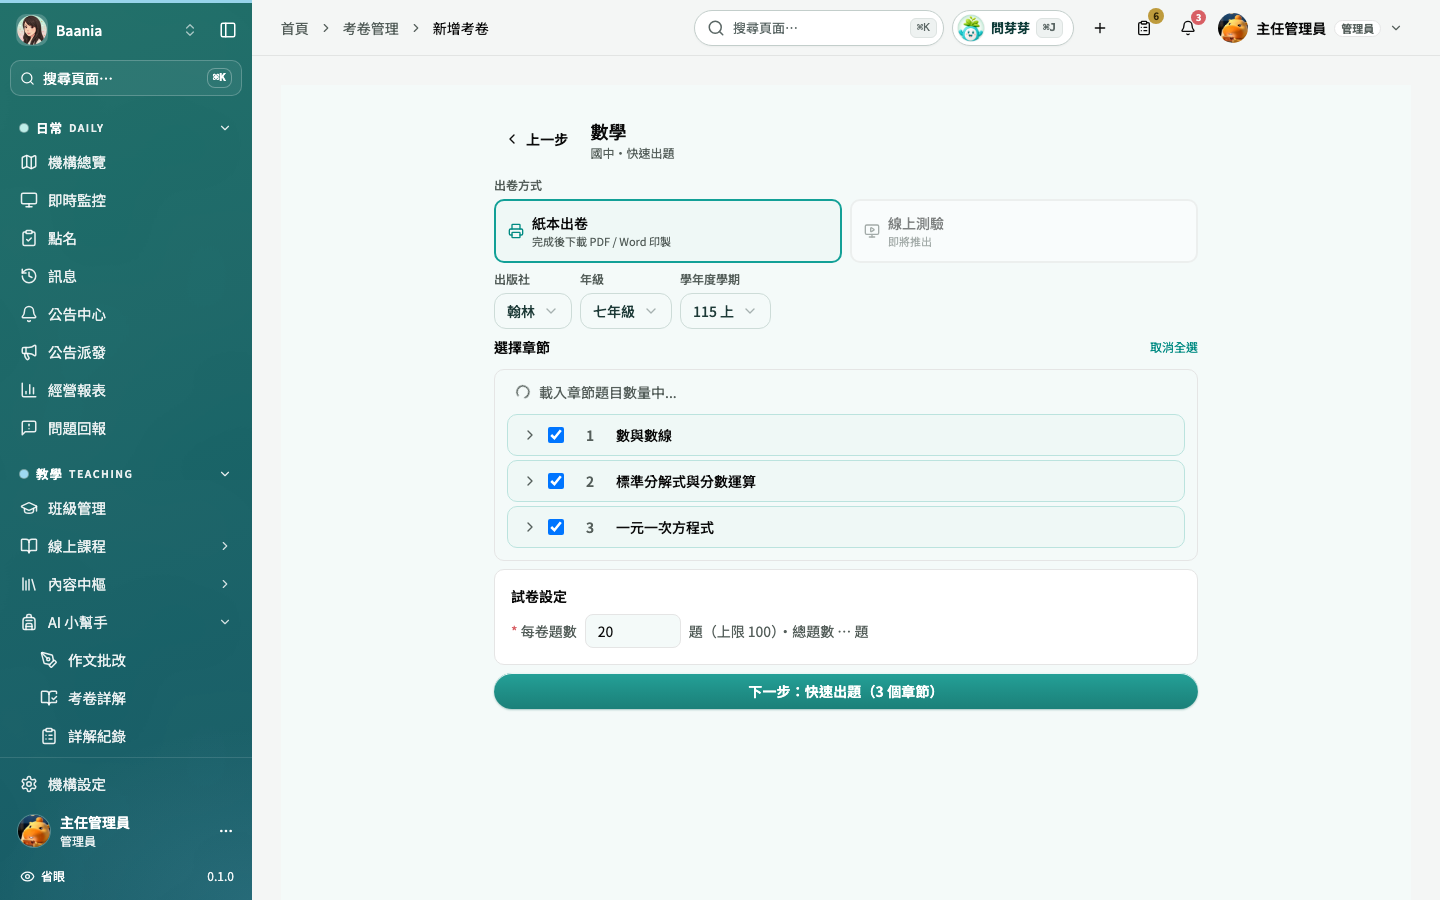 Baania
搜尋頁面… ⌘K
日常 DAILY
機構總覽
即時監控
點名
訊息
公告中心
公告派發
經營報表
問題回報
教學 TEACHING
班級管理
線上課程
內容中樞
AI 小幫手
作文批改
考卷詳解
詳解紀錄
機構設定
主任管理員
管理員
省眼 0.1.0
首頁 考卷管理 新增考卷
搜尋頁面… ⌘K
問芽芽 ⌘J
6
3
主任管理員 管理員
上一步
數學
國中・快速出題
出卷方式
紙本出卷
完成後下載 PDF / Word 印製
線上測驗
即將推出
出版社 年級 學年度學期
翰林 七年級 115 上
選擇章節 取消全選
載入章節題目數量中...
1 數與數線
2 標準分解式與分數運算
3 一元一次方程式
試卷設定
* 每卷題數 20 題（上限 100）・總題數 … 題
下一步：快速出題（3 個章節）